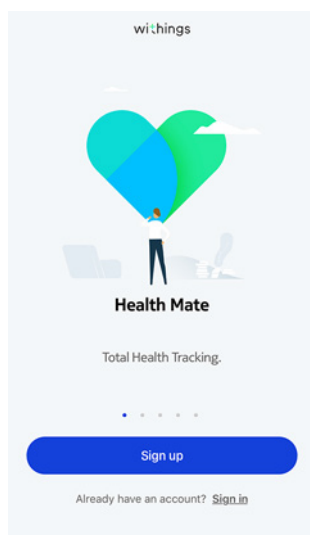 withings
Health Mate
Total Health Tracking.
Sign up
Already have an account? Sign in